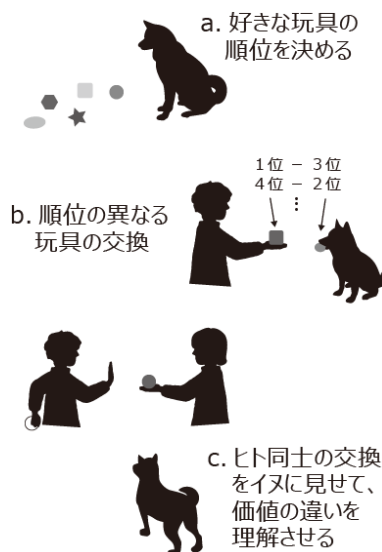 a. 好きな玩具の
順位を決める
1位 − 3位
4位 − 2位
⋮
b. 順位の異なる
玩具の交換
c. ヒト同士の交換
をイヌに見せて、
価値の違いを
理解させる